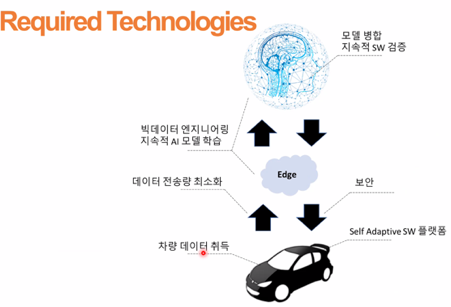 Required Technologies
모델 병합
지속적 SW 검증
빅데이터 엔지니어링
지속적 AI 모델 학습
Edge
데이터 전송량 최소화
보안
Self Adaptive SW 플랫폼
차량 데이터 취득